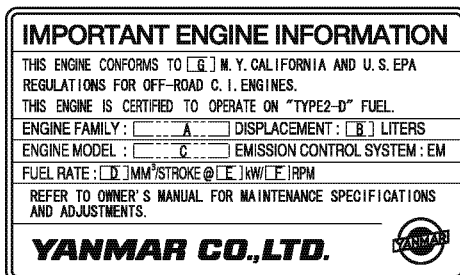 IMPORTANT ENGINE INFORMATION
THIS ENGINE CONFORMS TO [ G ] M.Y. CALIFORNIA AND U.S. EPA
REGULATIONS FOR OFF-ROAD C.I. ENGINES.
THIS ENGINE IS CERTIFIED TO OPERATE ON "TYPE2-D" FUEL.
ENGINE FAMILY : [ A ] DISPLACEMENT : [ B ] LITERS
ENGINE MODEL : [ C ] EMISSION CONTROL SYSTEM : EM
FUEL RATE : [ D ] MM³/STROKE @ [ E ] kW/ [ F ] RPM
REFER TO OWNER'S MANUAL FOR MAINTENANCE SPECIFICATIONS
AND ADJUSTMENTS.
YANMAR CO.,LTD.
YANMAR